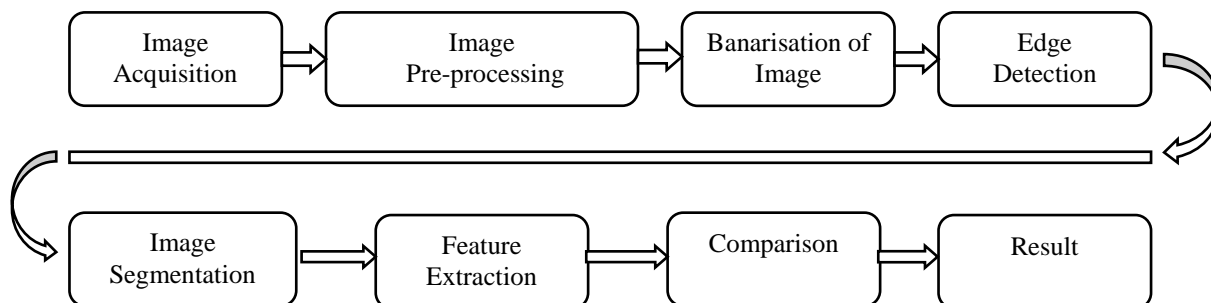 Image
Acquisition
Image
Pre-processing
Banarisation of
Image
Edge
Detection
Image
Segmentation
Feature
Extraction
Comparison
Result